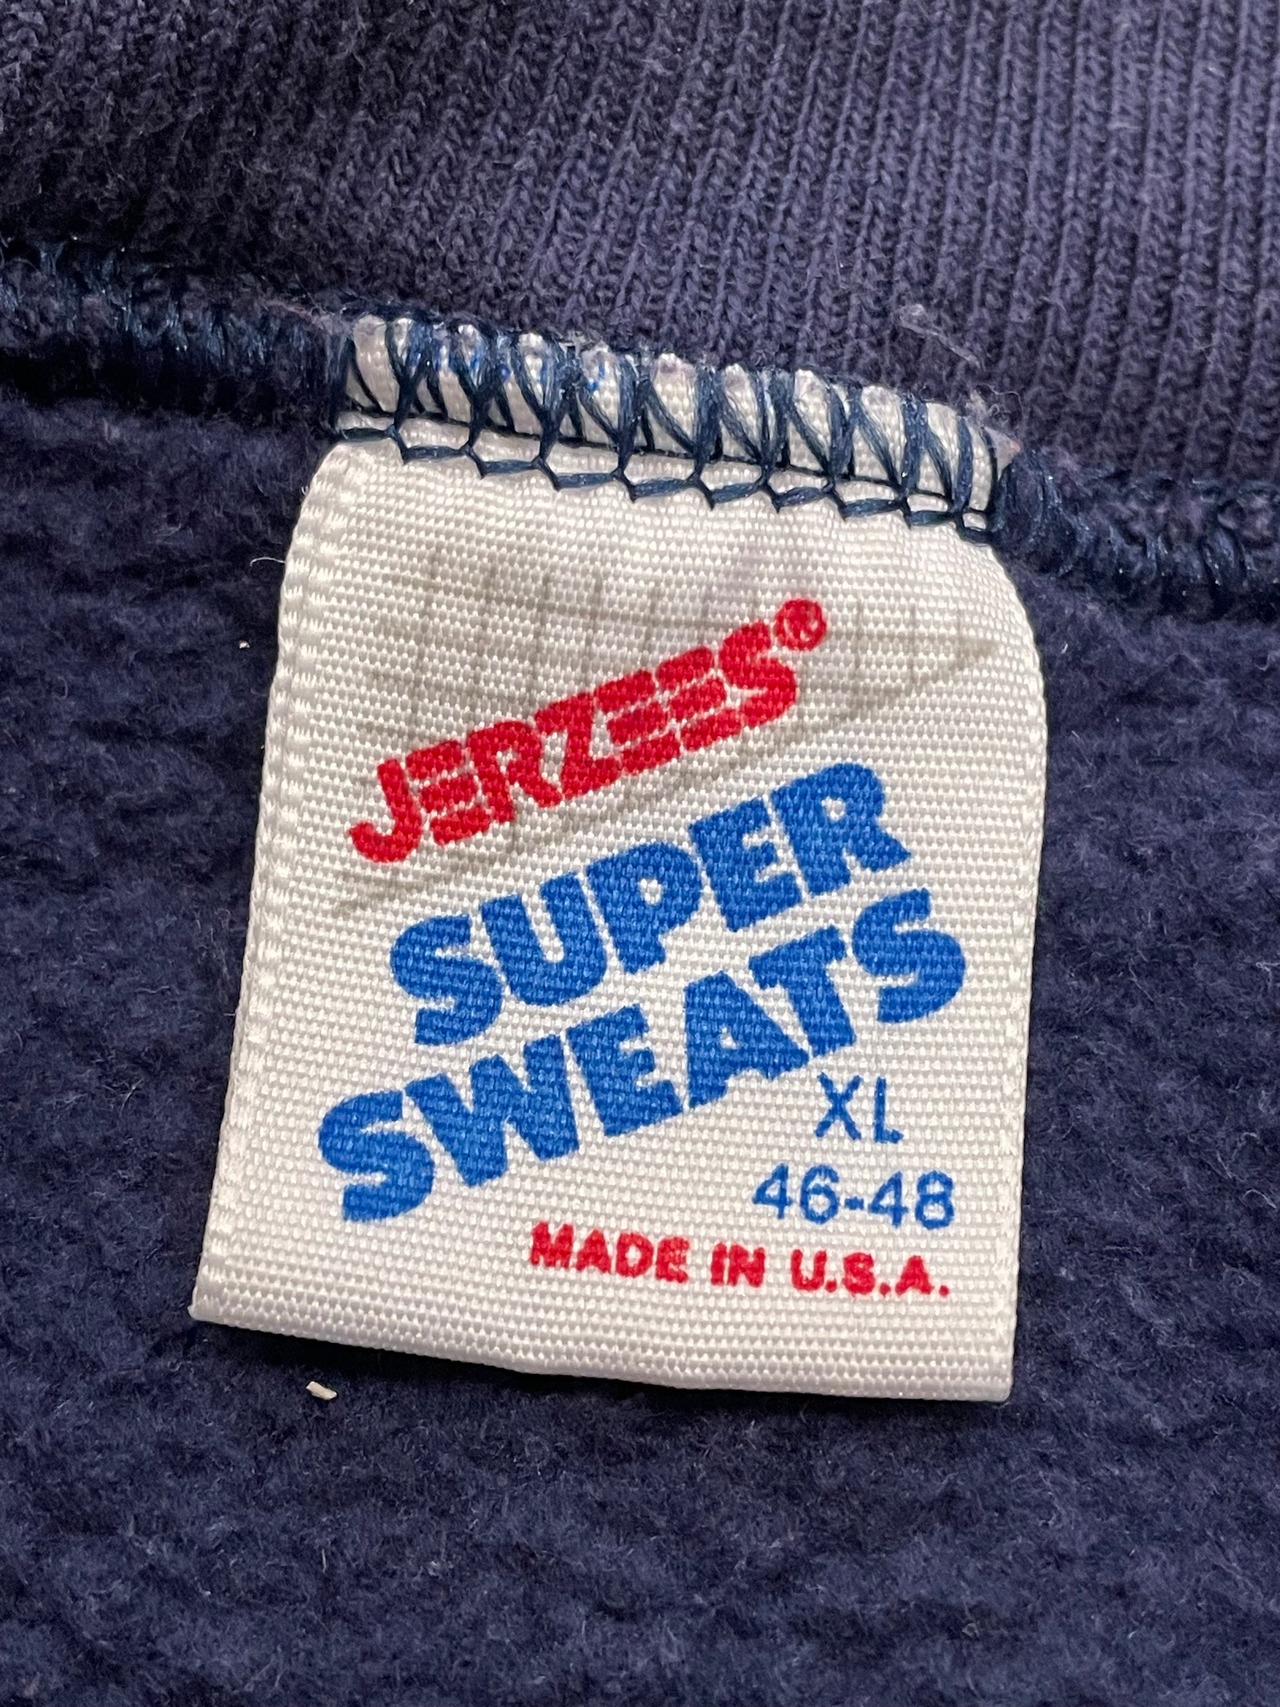 JERZEES®
SUPER
SWEATS
XL
46-48
MADE IN U.S.A.